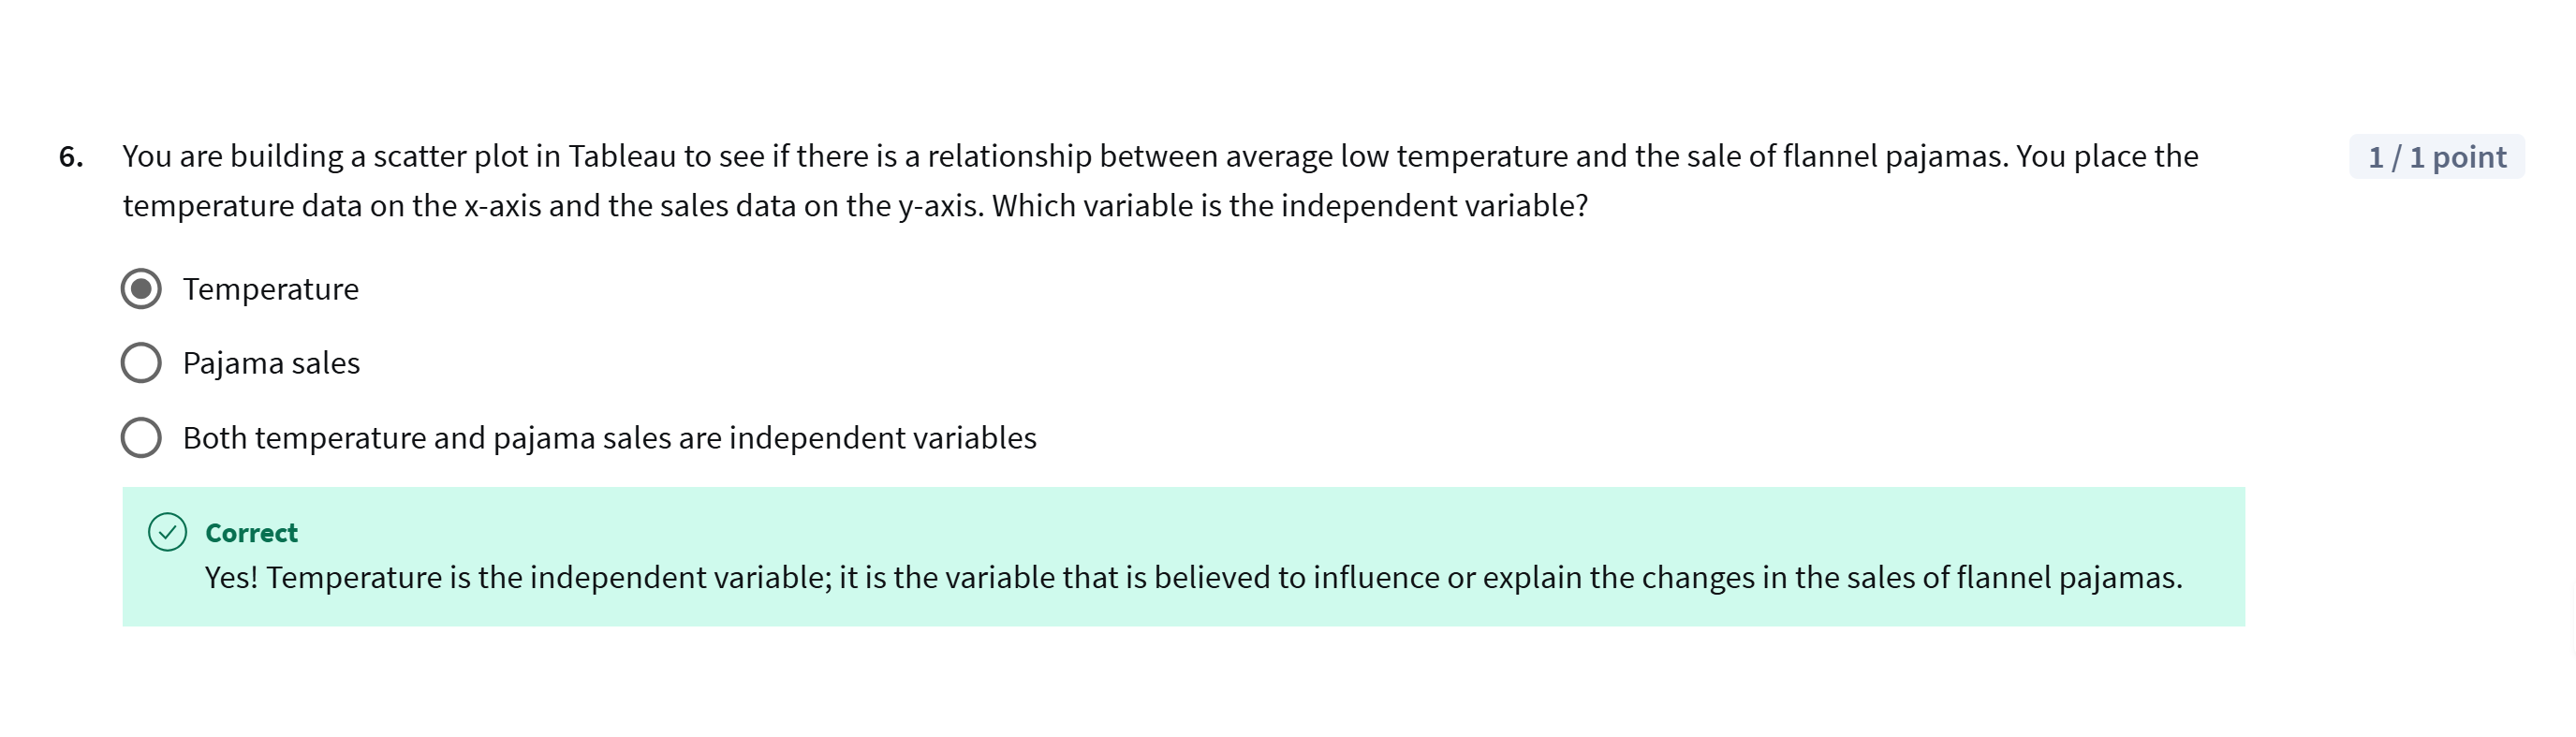 6. You are building a scatter plot in Tableau to see if there is a relationship between average low temperature and the sale of flannel pajamas. You place the 1 / 1 point
temperature data on the x-axis and the sales data on the y-axis. Which variable is the independent variable?
Temperature
Pajama sales
Both temperature and pajama sales are independent variables
Correct
Yes! Temperature is the independent variable; it is the variable that is believed to influence or explain the changes in the sales of flannel pajamas.